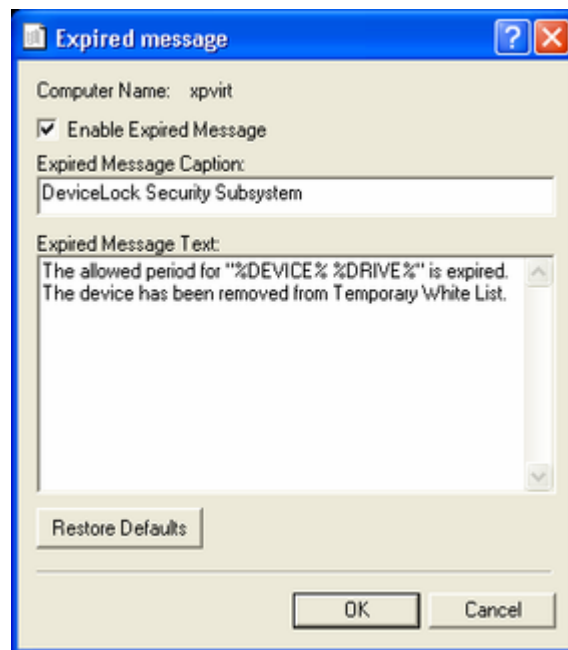 Expired message
Computer Name: xpvirt
Enable Expired Message
Expired Message Caption:
DeviceLock Security Subsystem
Expired Message Text:
The allowed period for "%DEVICE% %DRIVE%" is expired.
The device has been removed from Temporary White List.
Restore Defaults
OK Cancel